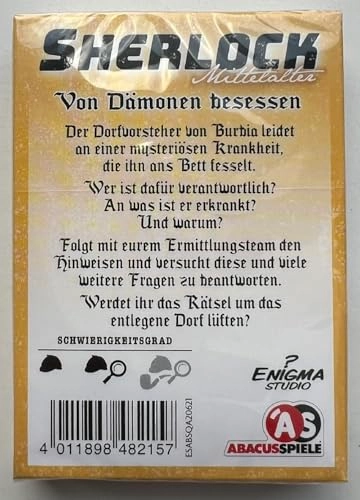 SHERLOCK
Mittelalter
Von Dämonen besessen
Der Dorfvorsteher von Burbia leidet
an einer mysteriösen Krankheit,
die ihn ans Bett fesselt.
Wer ist dafür verantwortlich?
An was ist er erkrankt?
Und warum?
Folgt mit eurem Ermittlungsteam den
Hinweisen und versucht diese und viele
weitere Fragen zu beantworten.
Werdet ihr das Rätsel um das
entlegene Dorf lüften?
SCHWIERIGKEITSGRAD
?
ENIGMA
STUDIO
4 011898 482157
ESABSQA20621
AS
ABACUSSPIELE